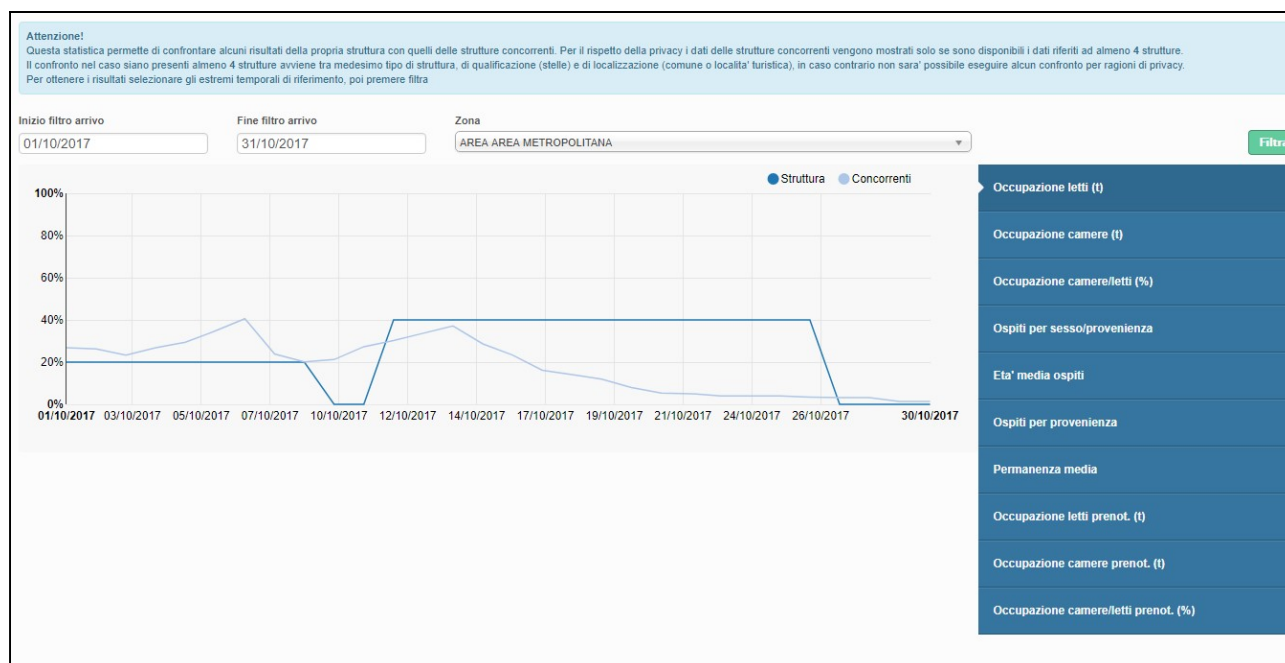 Attenzione!
Questa statistica permette di confrontare alcuni risultati della propria struttura con quelli delle strutture concorrenti. Per il rispetto della privacy i dati delle strutture concorrenti vengono mostrati solo se sono disponibili i dati riferiti ad almeno 4 strutture.
Il confronto nel caso siano presenti almeno 4 strutture avviene tra medesimo tipo di struttura, di qualificazione (stelle) e di localizzazione (comune o localita' turistica), in caso contrario non sara' possibile eseguire alcun confronto per ragioni di privacy.
Per ottenere i risultati selezionare gli estremi temporali di riferimento, poi premere filtra
Inizio filtro arrivo
Fine filtro arrivo
Zona
01/10/2017
31/10/2017
AREA AREA METROPOLITANA
Filtra
Struttura
Concorrenti
100%
80%
60%
40%
20%
0%
01/10/2017 03/10/2017 05/10/2017 07/10/2017 10/10/2017 12/10/2017 14/10/2017 17/10/2017 19/10/2017 21/10/2017 24/10/2017 26/10/2017 30/10/2017
Occupazione letti (t)
Occupazione camere (t)
Occupazione camere/letti (%)
Ospiti per sesso/provenienza
Eta' media ospiti
Ospiti per provenienza
Permanenza media
Occupazione letti prenot. (t)
Occupazione camere prenot. (t)
Occupazione camere/letti prenot. (%)